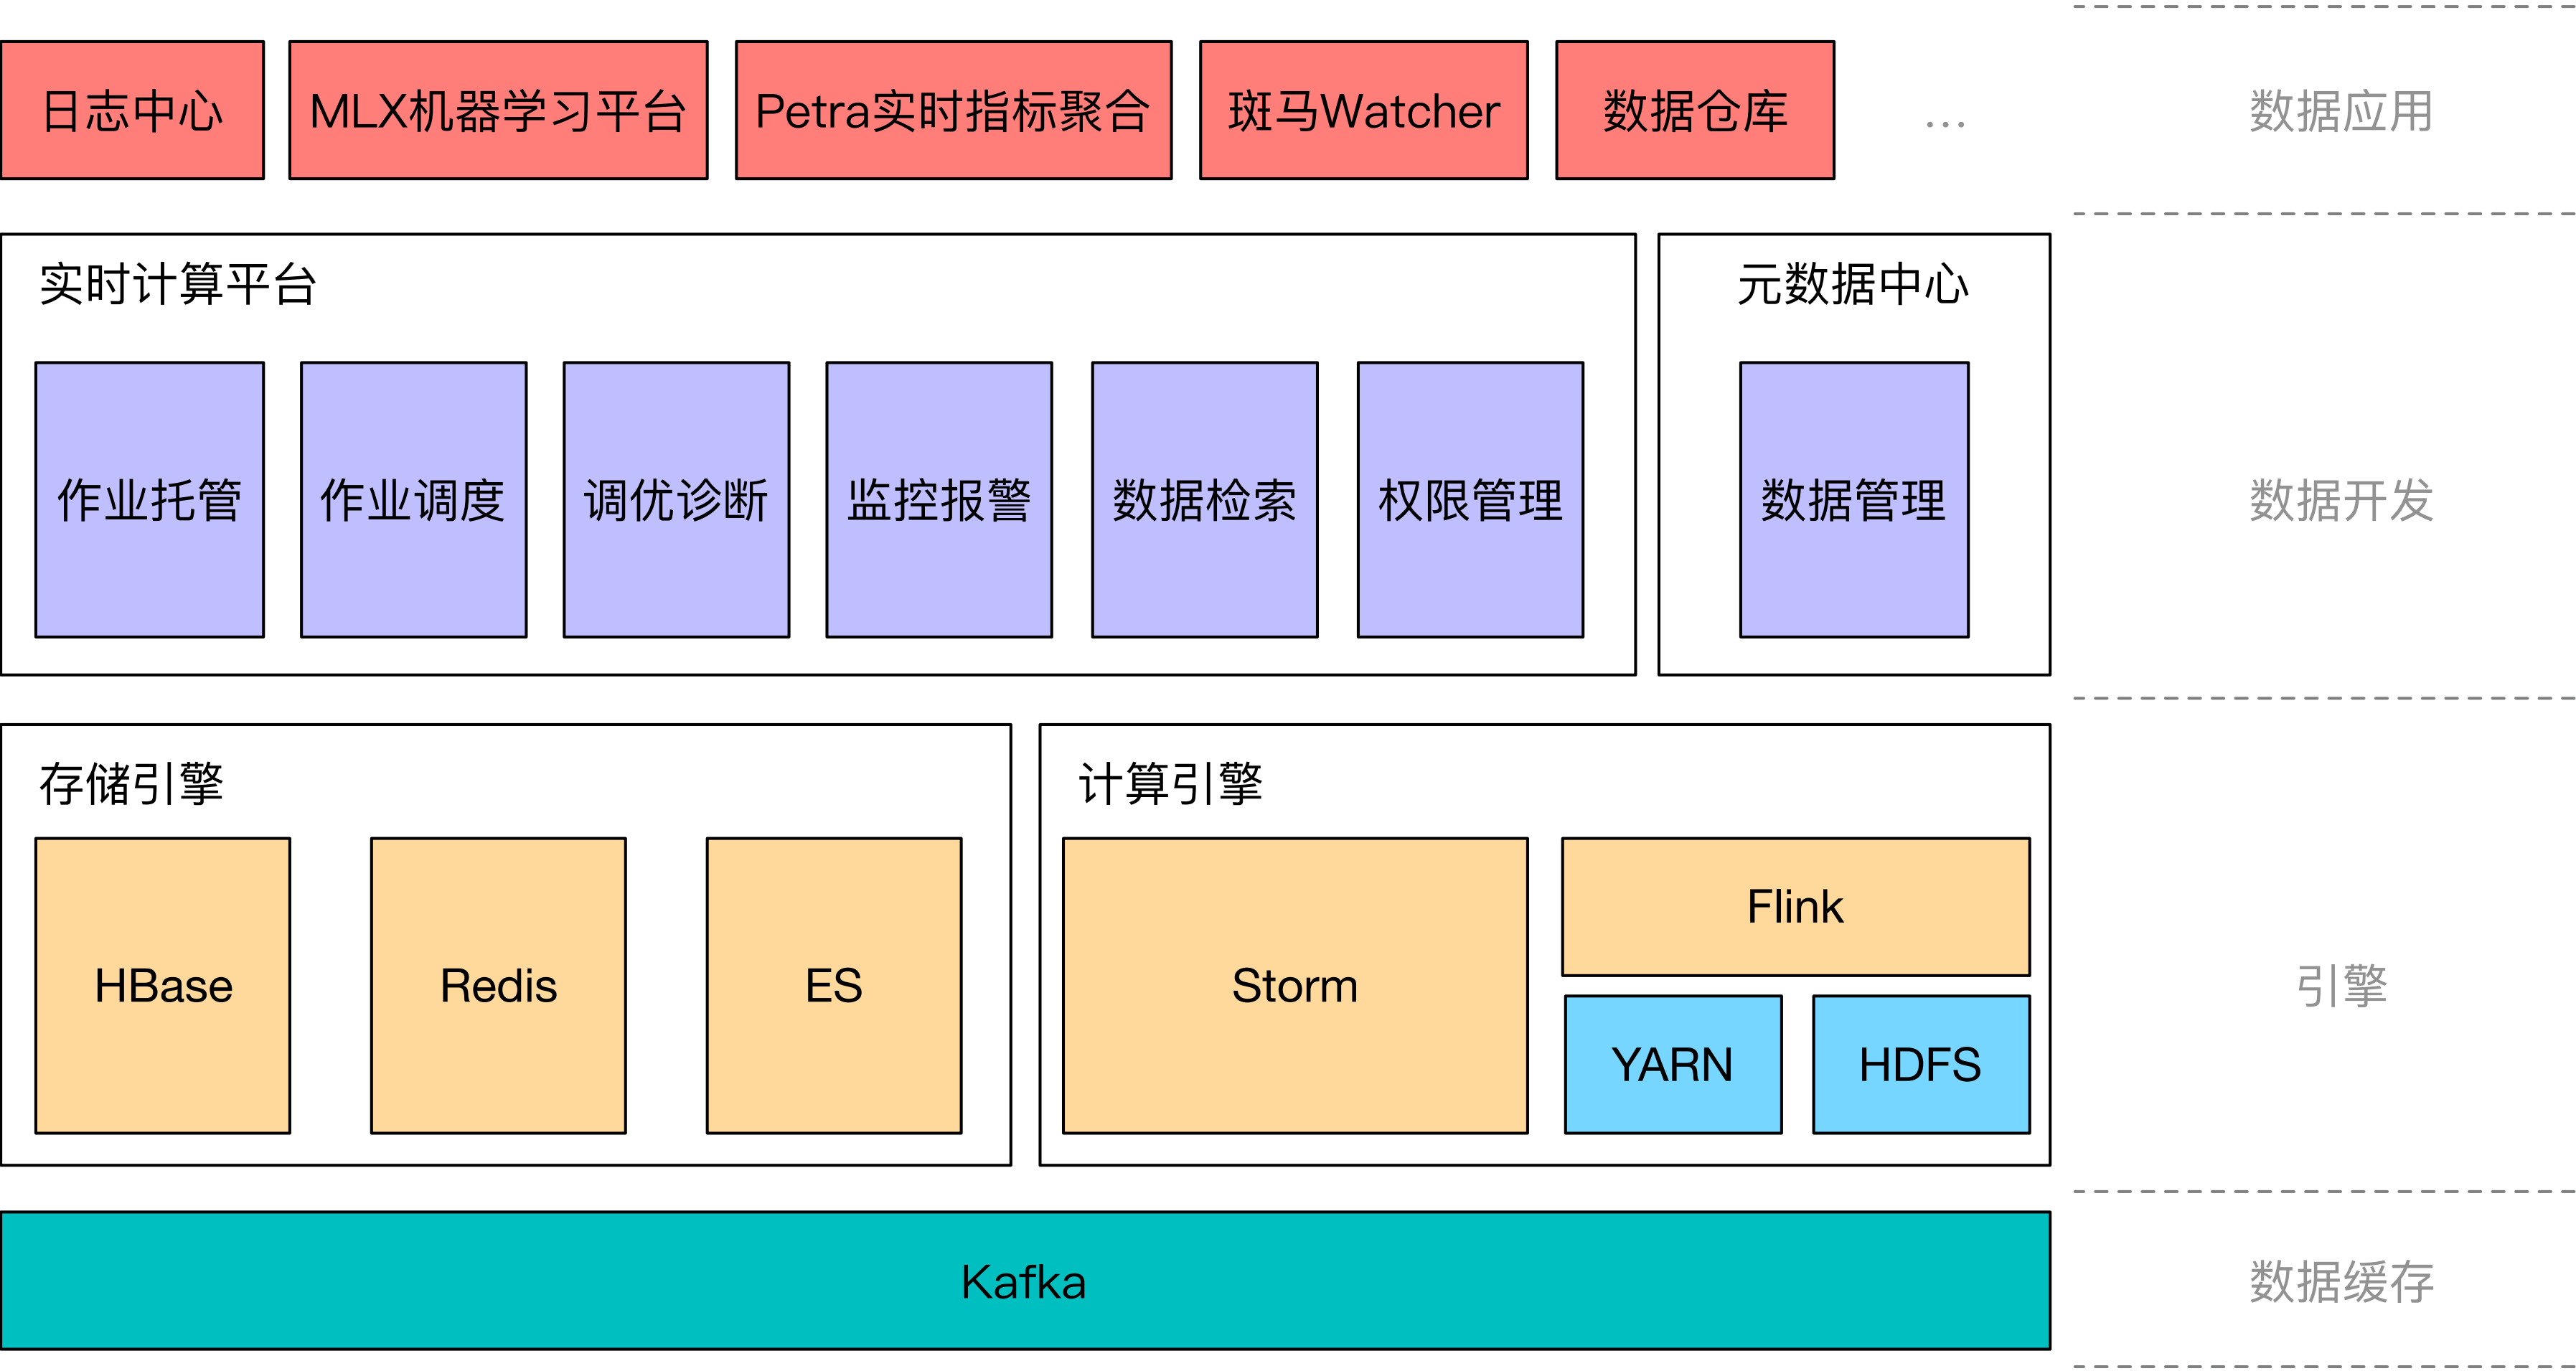 日志中心
MLX机器学习平台
Petra实时指标聚合
斑马Watcher
数据仓库
...
数据应用
实时计算平台
元数据中心
作业托管
作业调度
调优诊断
监控报警
数据检索
权限管理
数据管理
数据开发
存储引擎
计算引擎
HBase
Redis
ES
Storm
Flink
YARN
HDFS
引擎
Kafka
数据缓存